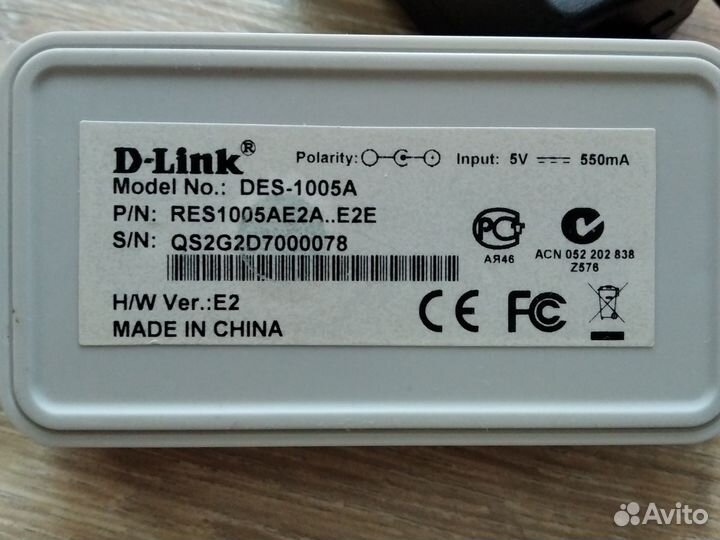 D-Link®
Polarity: Input: 5V 550mA
Model No.: DES-1005A
P/N: RES1005AE2A..E2E
S/N: QS2G2D7000078
PC
АЯ46
ACN 052 202 838
Z576
H/W Ver.:E2
MADE IN CHINA
CE FC
Avito